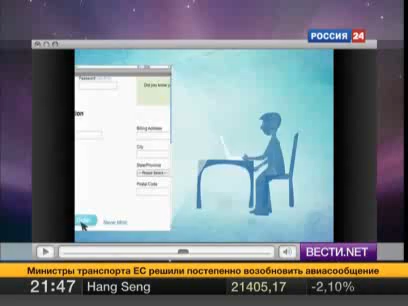 РОССИЯ 24
Password
Did you know y
ion
Billing Address
City
State/Province
Postal Code
ВЕСТИ.NET
Министры транспорта ЕС решили постепенно возобновить авиасообщение
21:47 Hang Seng 21405,17 -2,10%